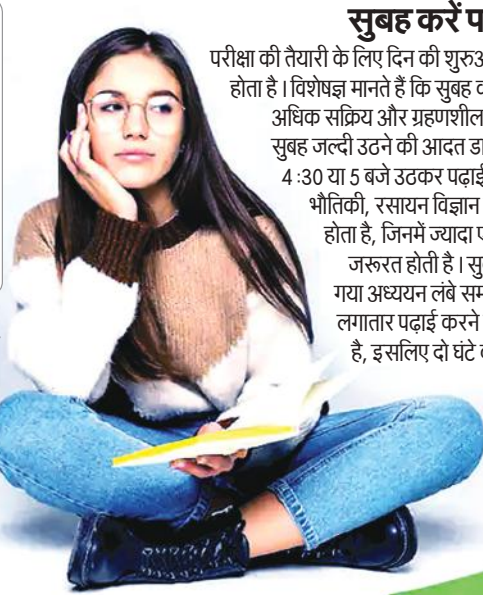 सुबह करें प
परीक्षा की तैयारी के लिए दिन की शुरुअ
होता है। विशेषज्ञ मानते हैं कि सुबह व
अधिक सक्रिय और ग्रहणशील
सुबह जल्दी उठने की आदत डा
4:30 या 5 बजे उठकर पढ़ाई
भौतिकी, रसायन विज्ञान
होता है, जिनमें ज्यादा ए
जरूरत होती है। सु
गया अध्ययन लंबे सम
लगातार पढ़ाई करने
है, इसलिए दो घंटे व